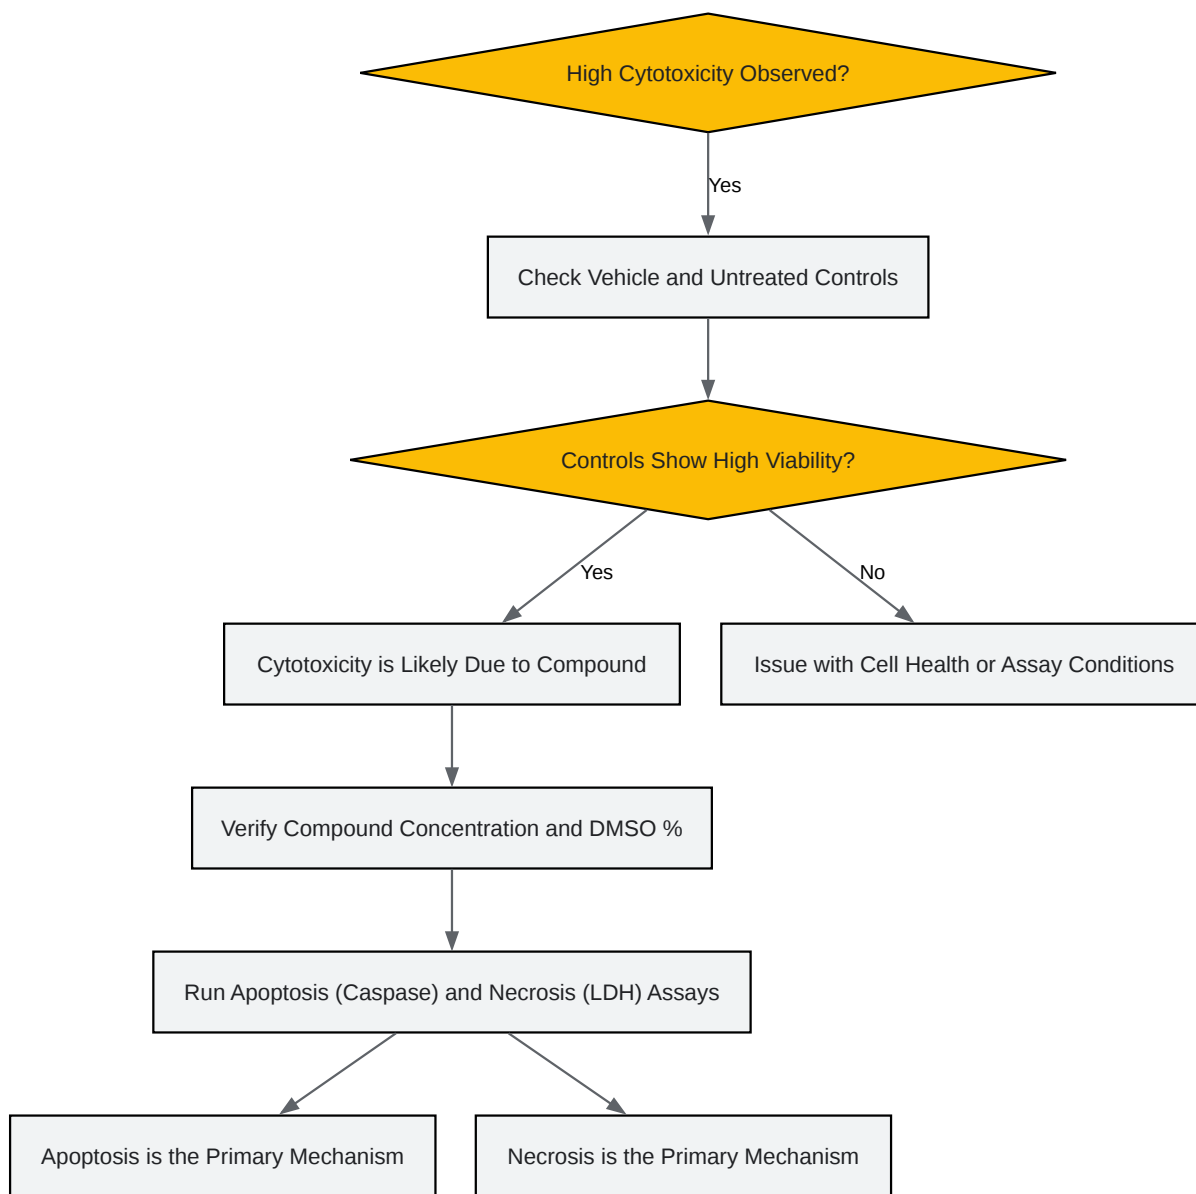 High Cytotoxicity Observed?
Yes
Check Vehicle and Untreated Controls
Controls Show High Viability?
Yes
No
Cytotoxicity is Likely Due to Compound
Issue with Cell Health or Assay Conditions
Verify Compound Concentration and DMSO %
Run Apoptosis (Caspase) and Necrosis (LDH) Assays
Apoptosis is the Primary Mechanism
Necrosis is the Primary Mechanism